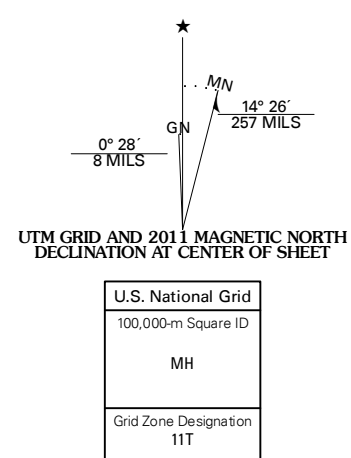 ★
MN
GN
14° 26´
257 MILS
0° 28´
8 MILS
UTM GRID AND 2011 MAGNETIC NORTH
DECLINATION AT CENTER OF SHEET
U.S. National Grid
100,000-m Square ID
MH
Grid Zone Designation
11T